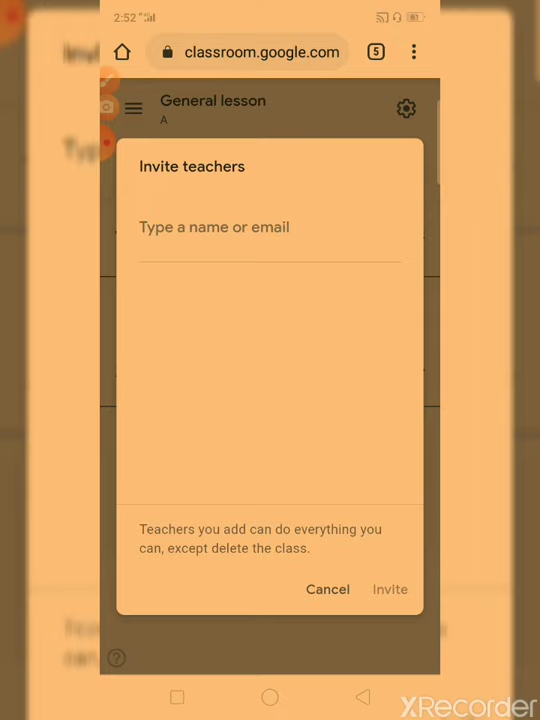 2:52
classroom.google.com
5
General lesson
A
Invite teachers
Type a name or email
Teachers you add can do everything you
can, except delete the class.
Cancel
Invite
XRecorder